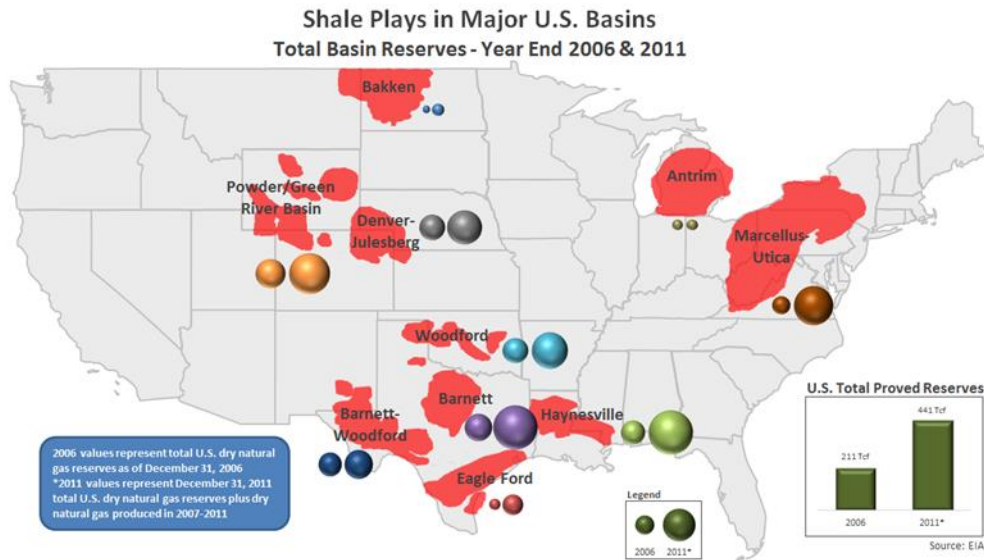 Shale Plays in Major U.S. Basins
Total Basin Reserves - Year End 2006 & 2011
Bakken
Powder/Green
River Basin
Denver-
Julesberg
Antrim
Marcellus-
Utica
Woodford
Barnett
Haynesville
Barnett-
Woodford
Eagle Ford
2006 values represent total U.S. dry natural
gas reserves as of December 31, 2006
*2011 values represent December 31, 2011
total U.S. dry natural gas reserves plus dry
natural gas produced in 2007-2011
Legend
2006 2011*
U.S. Total Proved Reserves
441 Tcf
211 Tcf
2006 2011*
Source: EIA